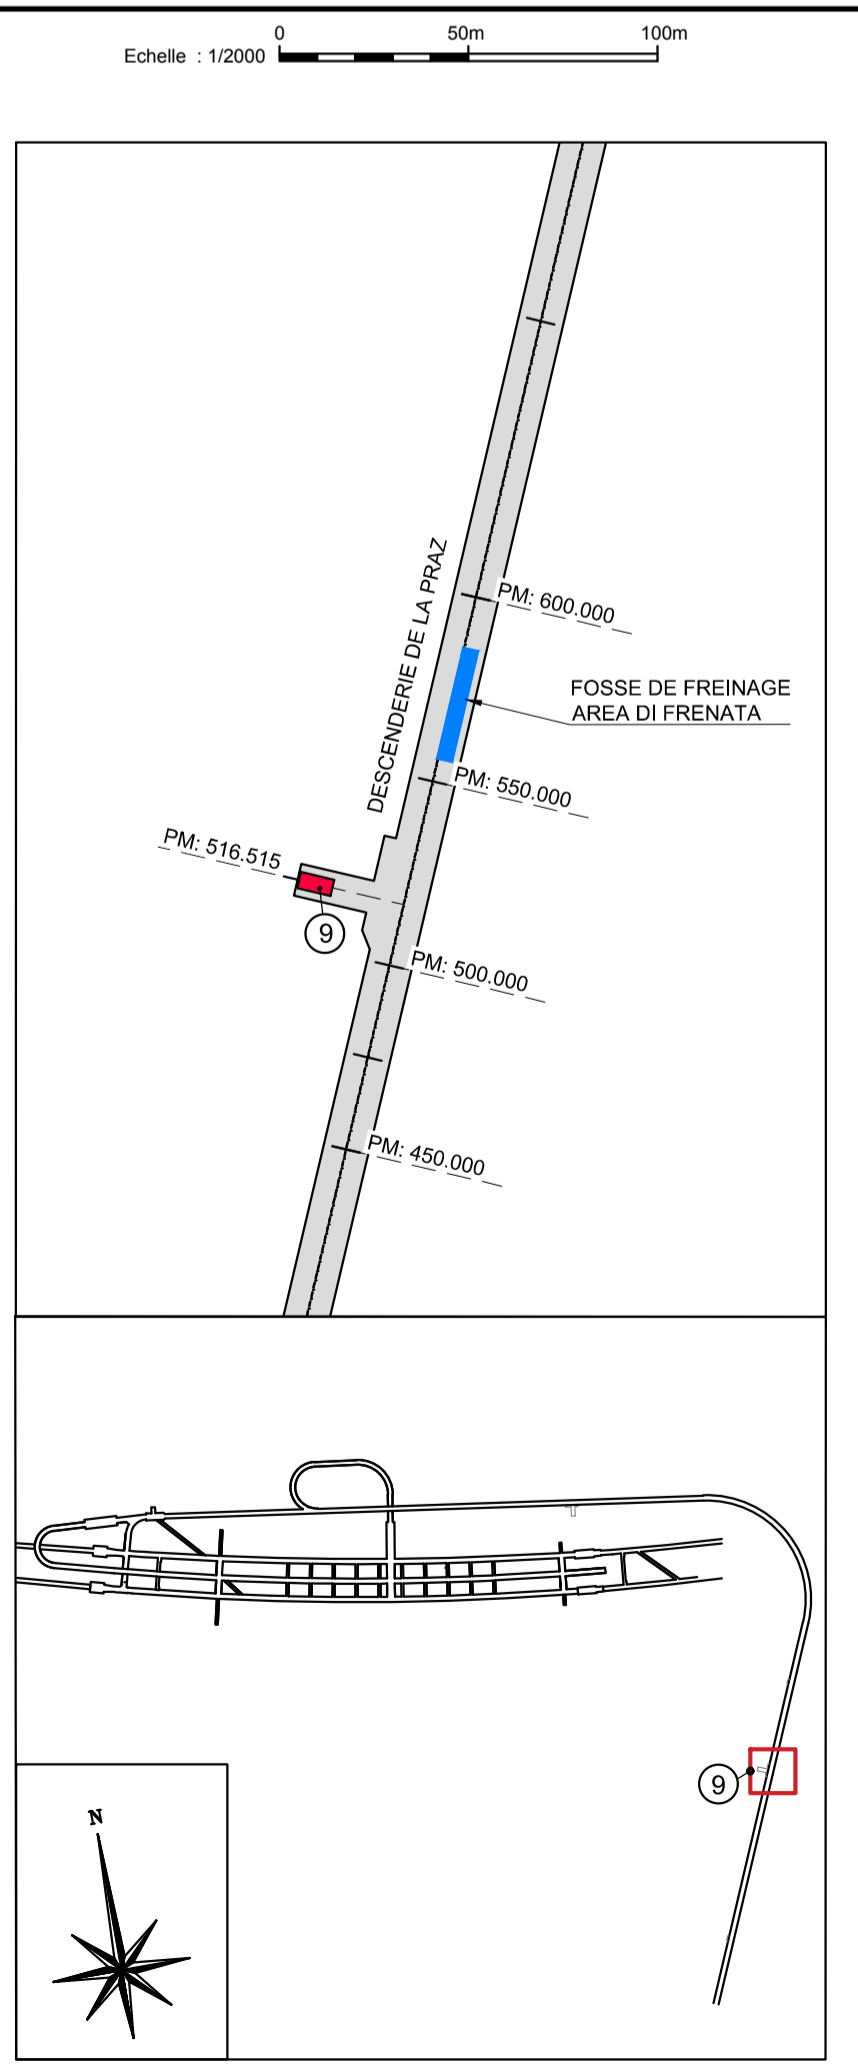 0 50m 100m
Echelle : 1/2000
PM: 600.000
DESCENDERIE DE LA PRAZ
FOSSE DE FREINAGE
AREA DI FRENATA
PM: 550.000
PM: 516.515
9
PM: 500.000
PM: 450.000
9
N